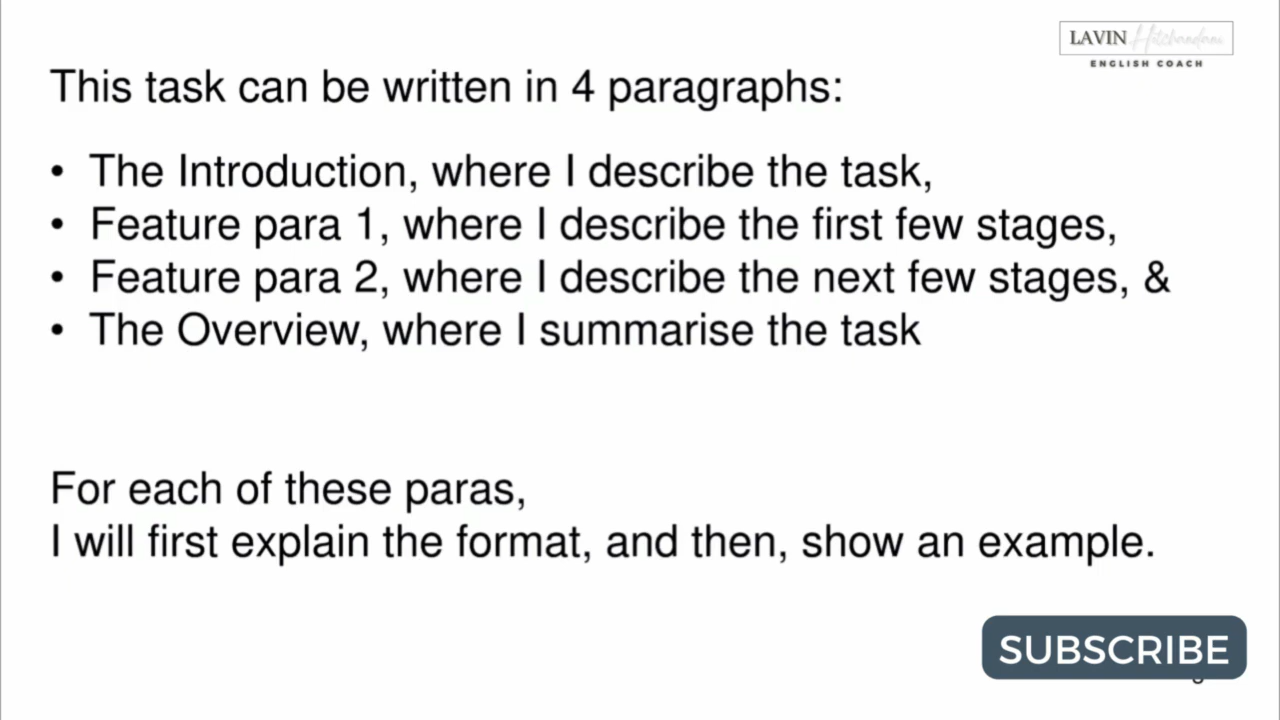 LAVIN Hitchandani
ENGLISH COACH
This task can be written in 4 paragraphs:
• The Introduction, where I describe the task,
• Feature para 1, where I describe the first few stages,
• Feature para 2, where I describe the next few stages, &
• The Overview, where I summarise the task
For each of these paras,
I will first explain the format, and then, show an example.
SUBSCRIBE